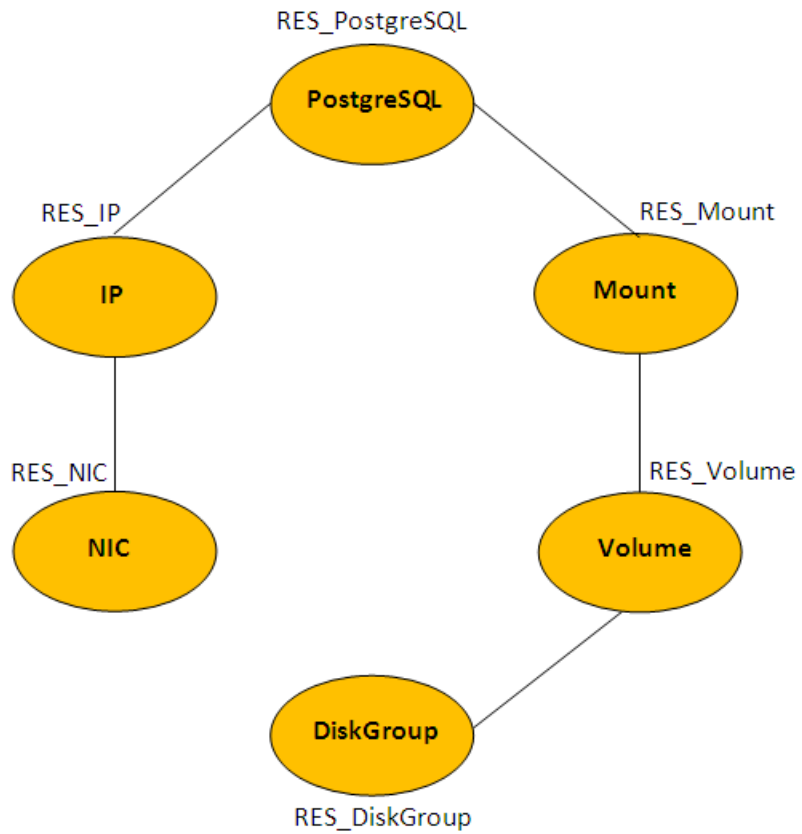 RES_PostgreSQL
PostgreSQL
RES_IP
RES_Mount
IP
Mount
RES_NIC
RES_Volume
NIC
Volume
DiskGroup
RES_DiskGroup